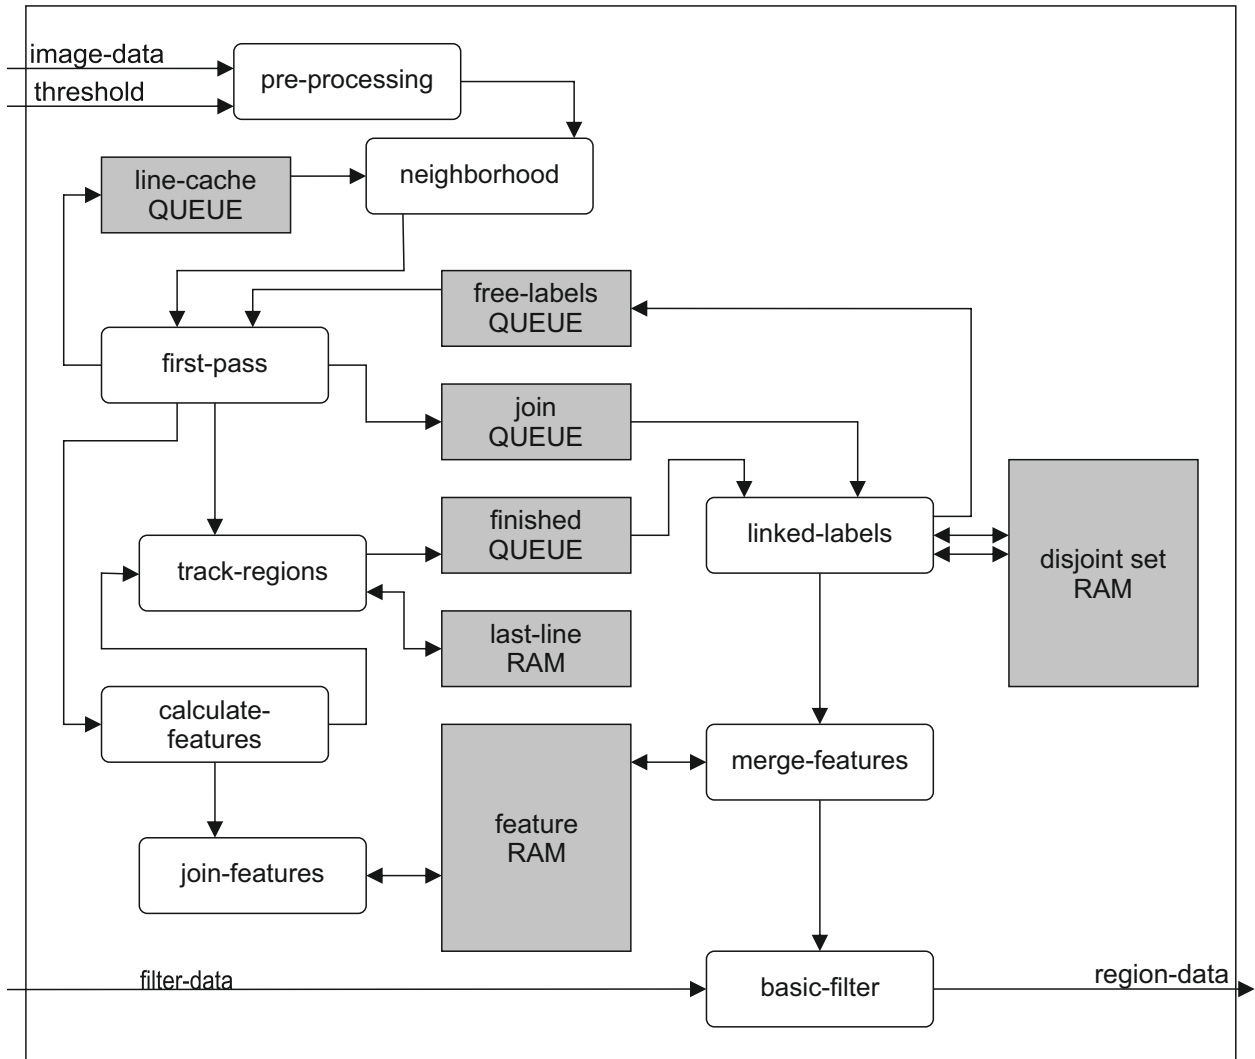 image-data
threshold
pre-processing
line-cache
QUEUE
neighborhood
free-labels
QUEUE
first-pass
join
QUEUE
finished
QUEUE
linked-labels
disjoint set
RAM
track-regions
last-line
RAM
calculate-
features
merge-features
feature
RAM
join-features
filter-data
basic-filter
region-data